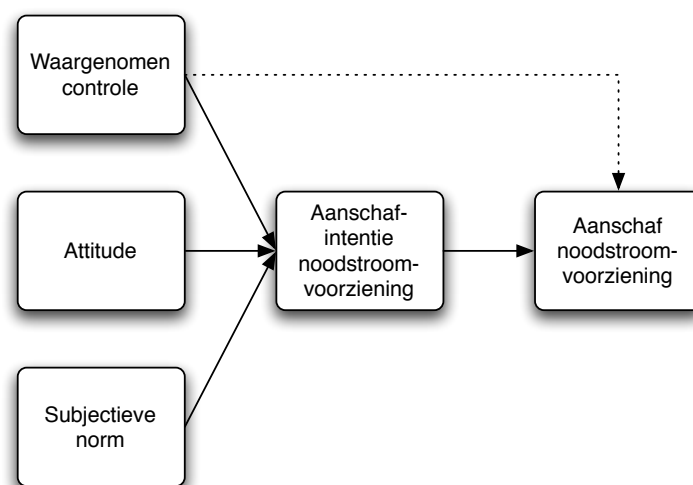 Waargenomen
controle
Attitude
Subjectieve
norm
Aanschaf-
intentie
noodstroom-
voorziening
Aanschaf
noodstroom-
voorziening